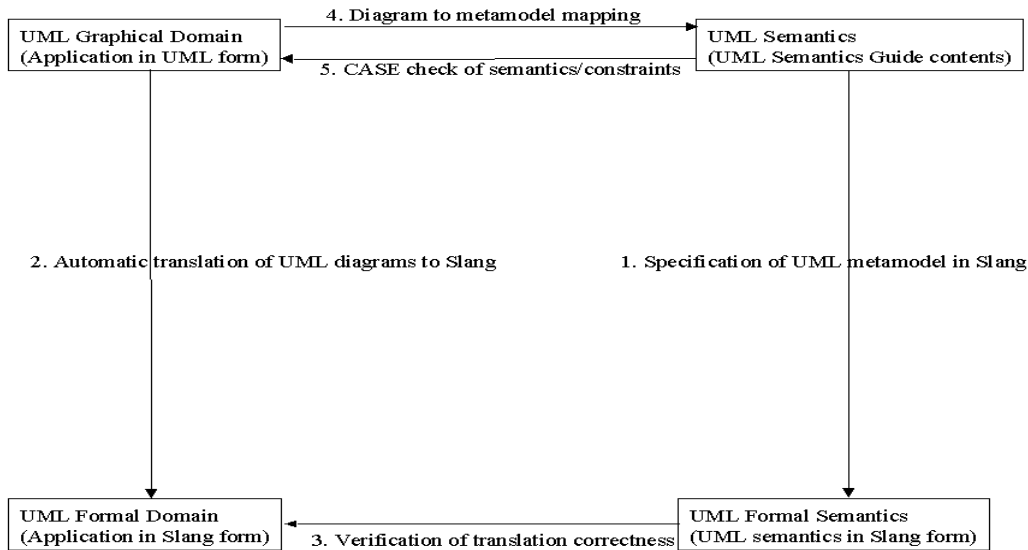 4. Diagram to metamodel mapping
UML Graphical Domain
(Application in UML form)
UML Semantics
(UML Semantics Guide contents)
5. CASE check of semantics/constraints
2. Automatic translation of UML diagrams to Slang
1. Specification of UML metamodel in Slang
UML Formal Domain
(Application in Slang form)
UML Formal Semantics
(UML semantics in Slang form)
3. Verification of translation correctness